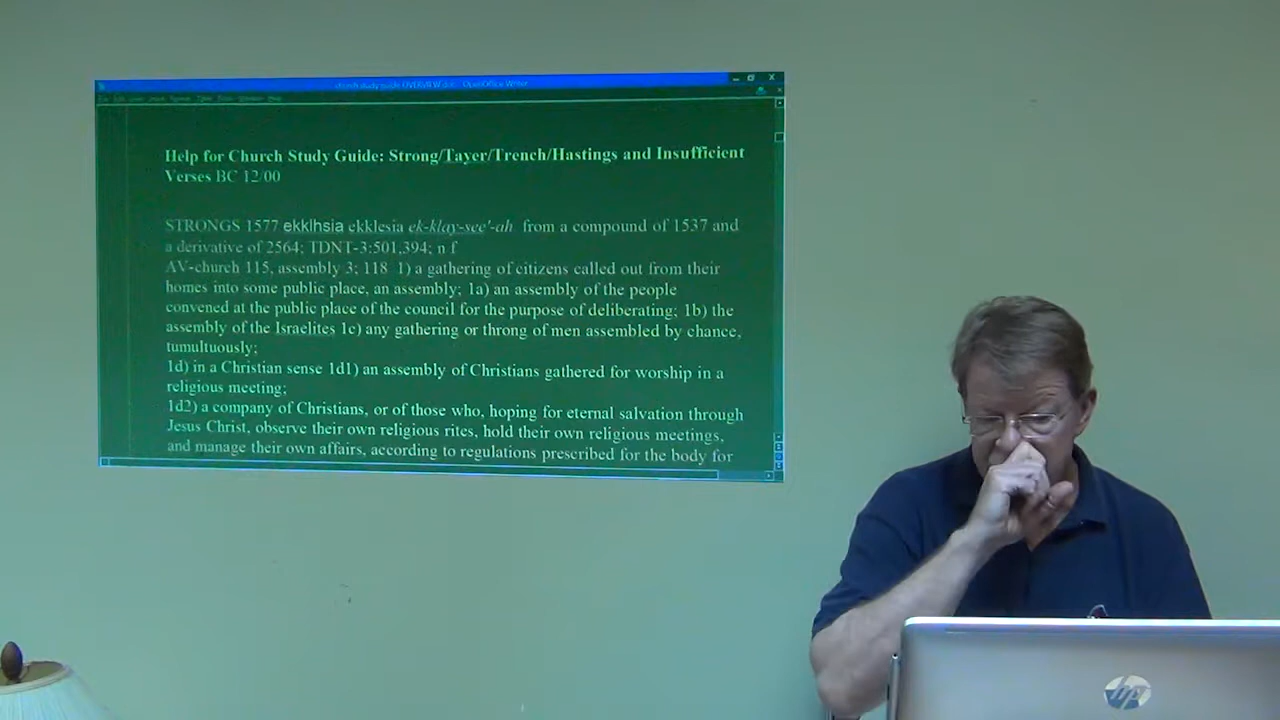 church study guide OVERVIEW.doc - OpenOffice Writer
Help for Church Study Guide: Strong/Tayer/Trench/Hastings and Insufficient
Verses BC 12/00
STRONGS 1577 ekklhsia ekklesia ek-klay-see'-ah from a compound of 1537 and
a derivative of 2564; TDNT-3:501,394; n f
AV-church 115, assembly 3; 118 1) a gathering of citizens called out from their
homes into some public place, an assembly; 1a) an assembly of the people
convened at the public place of the council for the purpose of deliberating; 1b) the
assembly of the Israelites 1c) any gathering or throng of men assembled by chance,
tumultuously;
1d) in a Christian sense 1d1) an assembly of Christians gathered for worship in a
religious meeting;
1d2) a company of Christians, or of those who, hoping for eternal salvation through
Jesus Christ, observe their own religious rites, hold their own religious meetings,
and manage their own affairs, according to regulations prescribed for the body for
hp